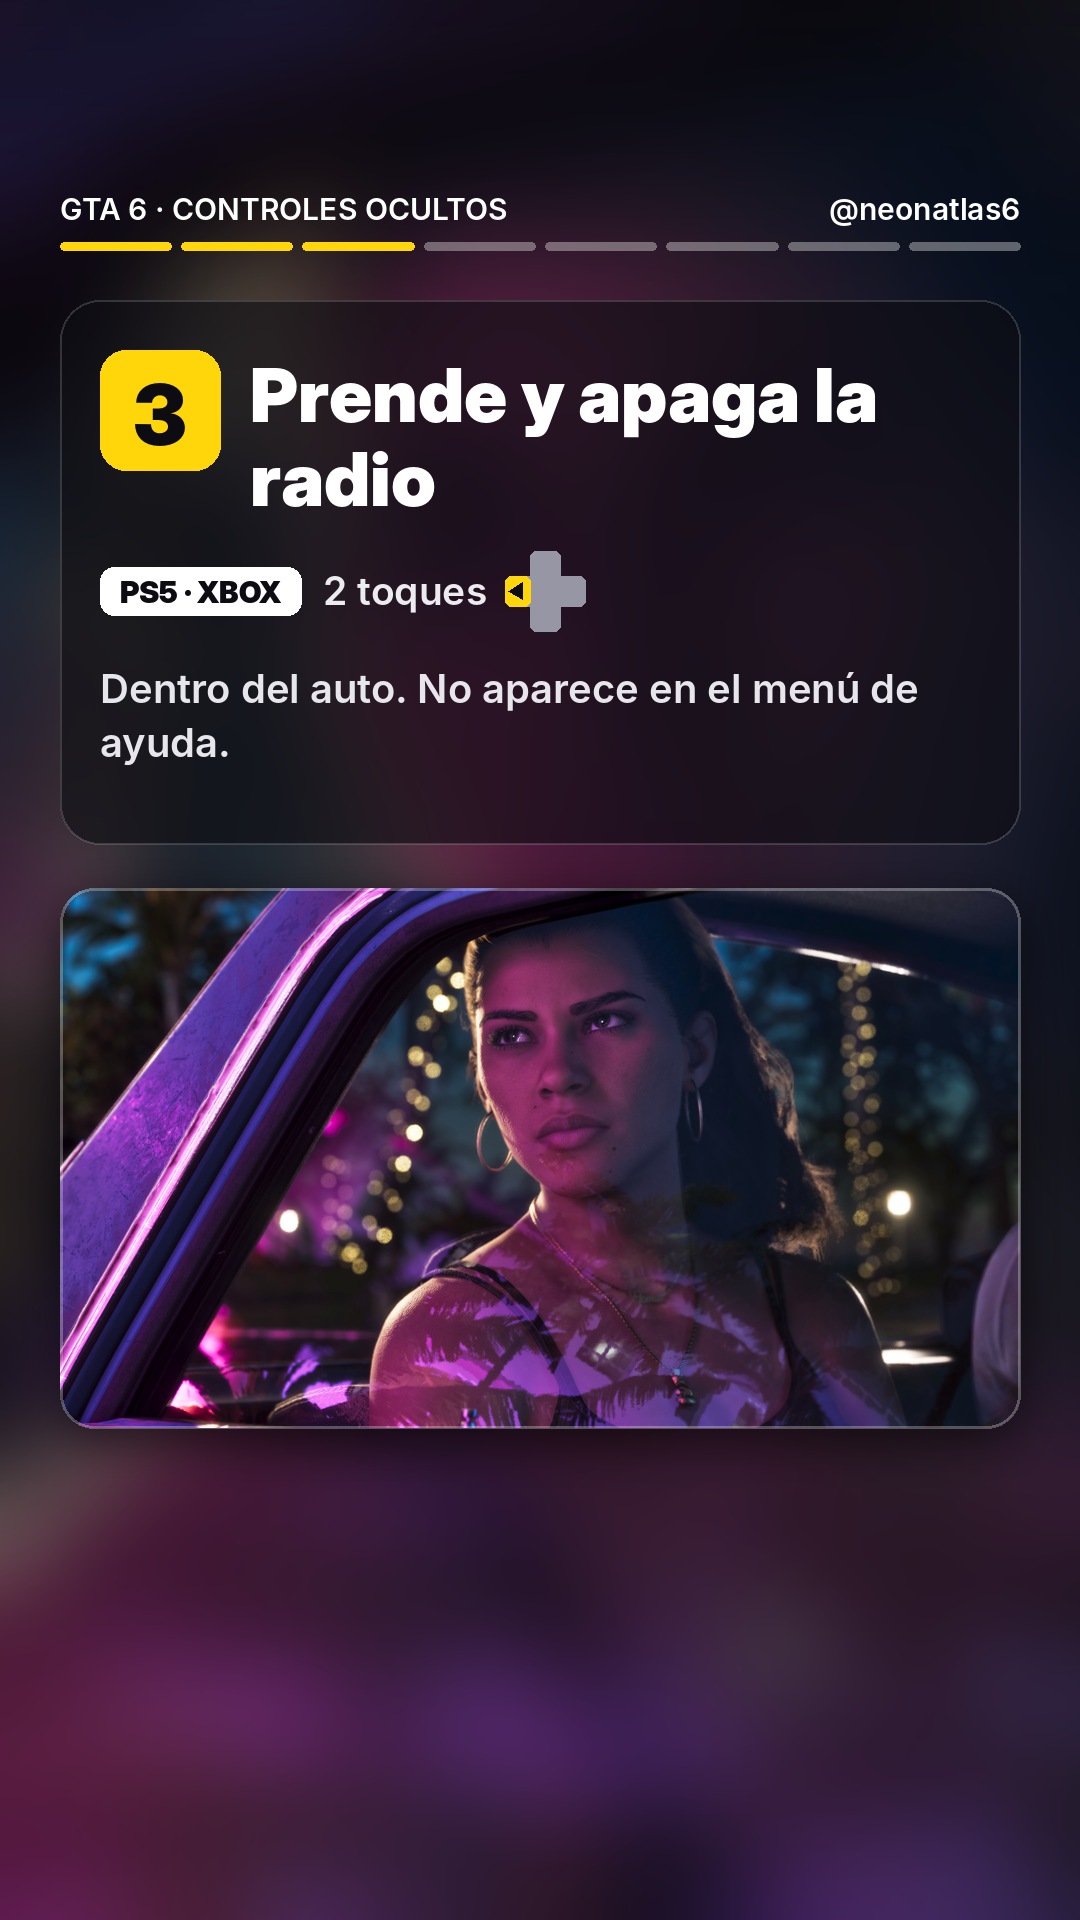 GTA 6 · CONTROLES OCULTOS
@neonatlas6
3
Prende y apaga la
radio
PS5 · XBOX
2 toques
Dentro del auto. No aparece en el menú de
ayuda.